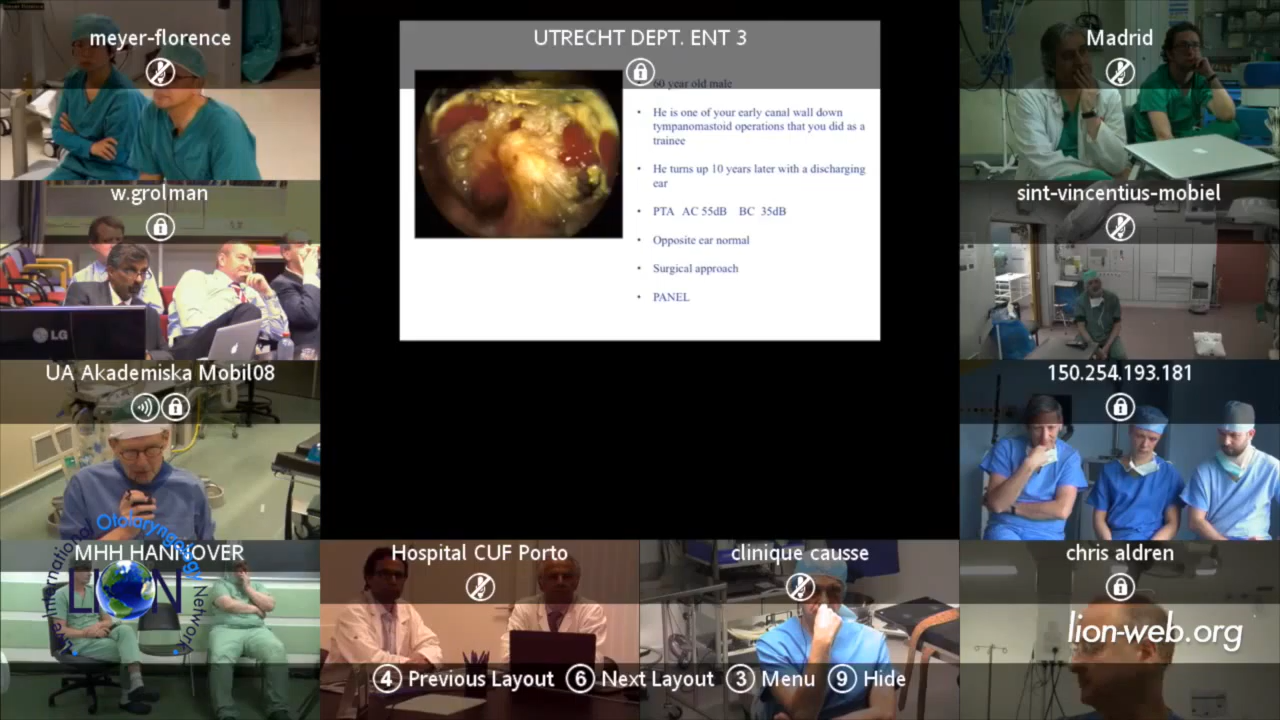 meyer-florence
UTRECHT DEPT. ENT 3
Madrid
60 year old male
• He is one of your early canal wall down
tympanomastoid operations that you did as a
trainee
• He turns up 10 years later with a discharging
ear
• PTA AC 55dB BC 35dB
• Opposite ear normal
• Surgical approach
• PANEL
w.grolman
LG
sint-vincentius-mobiel
UA Akademiska Mobil08
150.254.193.181
MHH HANNOVER
Live International Otolaryngology Network
LION
Hospital CUF Porto
clinique causse
chris aldren
lion-web.org
4 Previous Layout 6 Next Layout 3 Menu 9 Hide